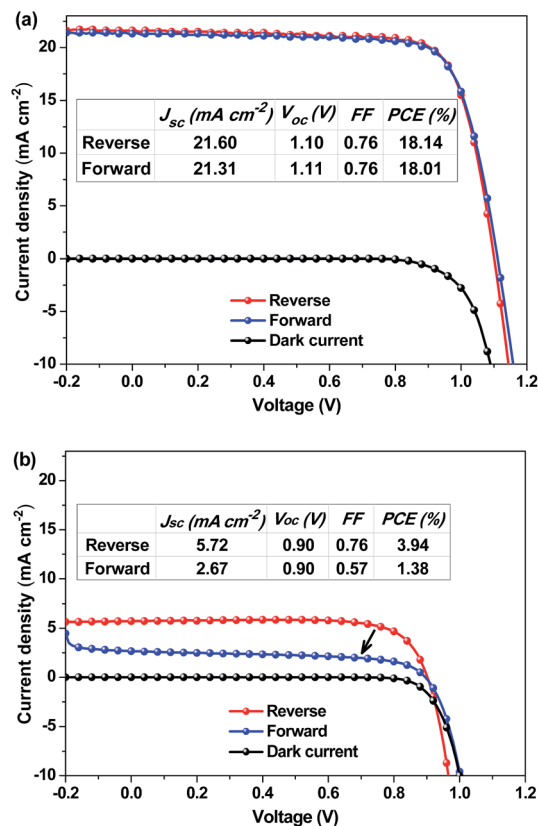 (a)
20
15
10
5
0
-5
-10
Current density (mA cm⁻²)
J_sc (mA cm⁻²) V_oc (V) FF PCE (%)
Reverse 21.60 1.10 0.76 18.14
Forward 21.31 1.11 0.76 18.01
Reverse
Forward
Dark current
-0.2 0.0 0.2 0.4 0.6 0.8 1.0 1.2
Voltage (V)
(b)
20
15
10
5
0
-5
-10
Current density (mA cm⁻²)
Jsc (mA cm⁻²) Voc (V) FF PCE (%)
Reverse 5.72 0.90 0.76 3.94
Forward 2.67 0.90 0.57 1.38
Reverse
Forward
Dark current
-0.2 0.0 0.2 0.4 0.6 0.8 1.0 1.2
Voltage (V)